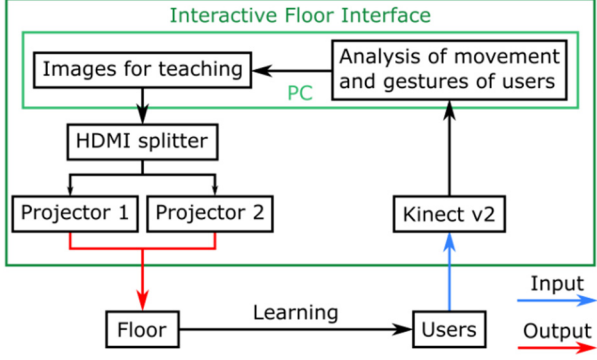 Interactive Floor Interface
Images for teaching
Analysis of movement
and gestures of users
PC
HDMI splitter
Projector 1
Projector 2
Kinect v2
Input
Learning
Output
Floor
Users